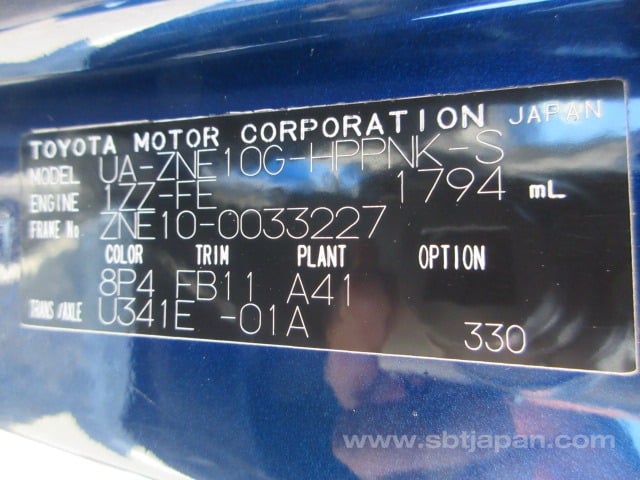 TOYOTA MOTOR CORPORATION JAPAN
MODEL UA-ZNE10G-HPPNK-S
ENGINE 1ZZ-FE 1794 mL
FRAME No ZNE10-0033227
COLOR TRIM PLANT OPTION
8P4 FB11 A41
TRANS/AXLE U341E -01A 330
www.sbtjapan.com